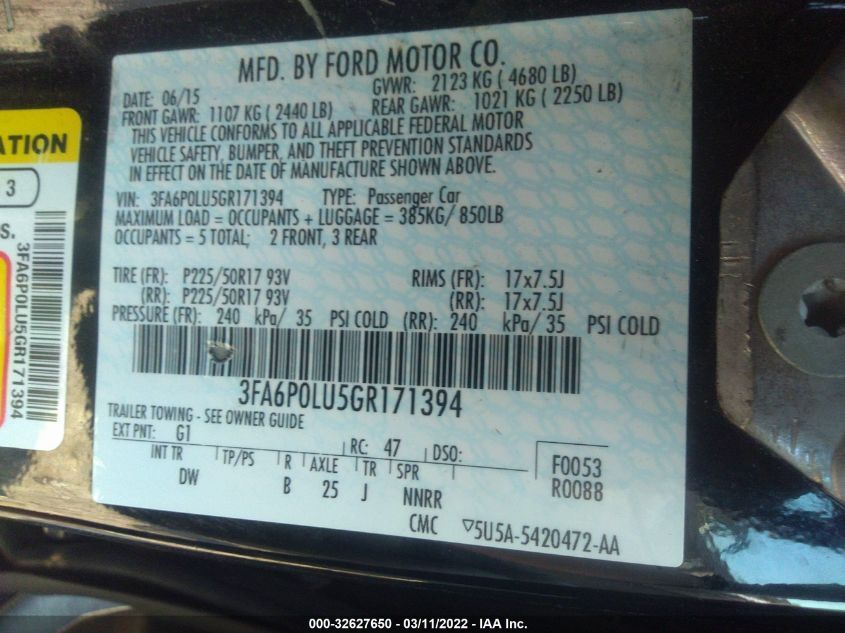 MFD. BY FORD MOTOR CO.
DATE: 06/15 GVWR: 2123 KG ( 4680 LB)
FRONT GAWR: 1107 KG ( 2440 LB) REAR GAWR: 1021 KG ( 2250 LB)
THIS VEHICLE CONFORMS TO ALL APPLICABLE FEDERAL MOTOR
VEHICLE SAFETY, BUMPER, AND THEFT PREVENTION STANDARDS
IN EFFECT ON THE DATE OF MANUFACTURE SHOWN ABOVE.
VIN: 3FA6P0LU5GR171394 TYPE: Passenger Car
MAXIMUM LOAD = OCCUPANTS + LUGGAGE = 385KG/ 850LB
OCCUPANTS = 5 TOTAL; 2 FRONT, 3 REAR
TIRE (FR): P225/50R17 93V RIMS (FR): 17x7.5J
(RR): P225/50R17 93V (RR): 17x7.5J
PRESSURE (FR): 240 kPa/ 35 PSI COLD (RR): 240 kPa/ 35 PSI COLD
3FA6P0LU5GR171394
TRAILER TOWING - SEE OWNER GUIDE
EXT PNT: G1 RC: 47 DSO:
INT TR TP/PS R AXLE TR SPR
DW B 25 J NNRR
F0053
R0088
CMC ▽5U5A-5420472-AA
ATION
3
S.
3FA6P0LU5GR171394
000-32627650 - 03/11/2022 - IAA Inc.